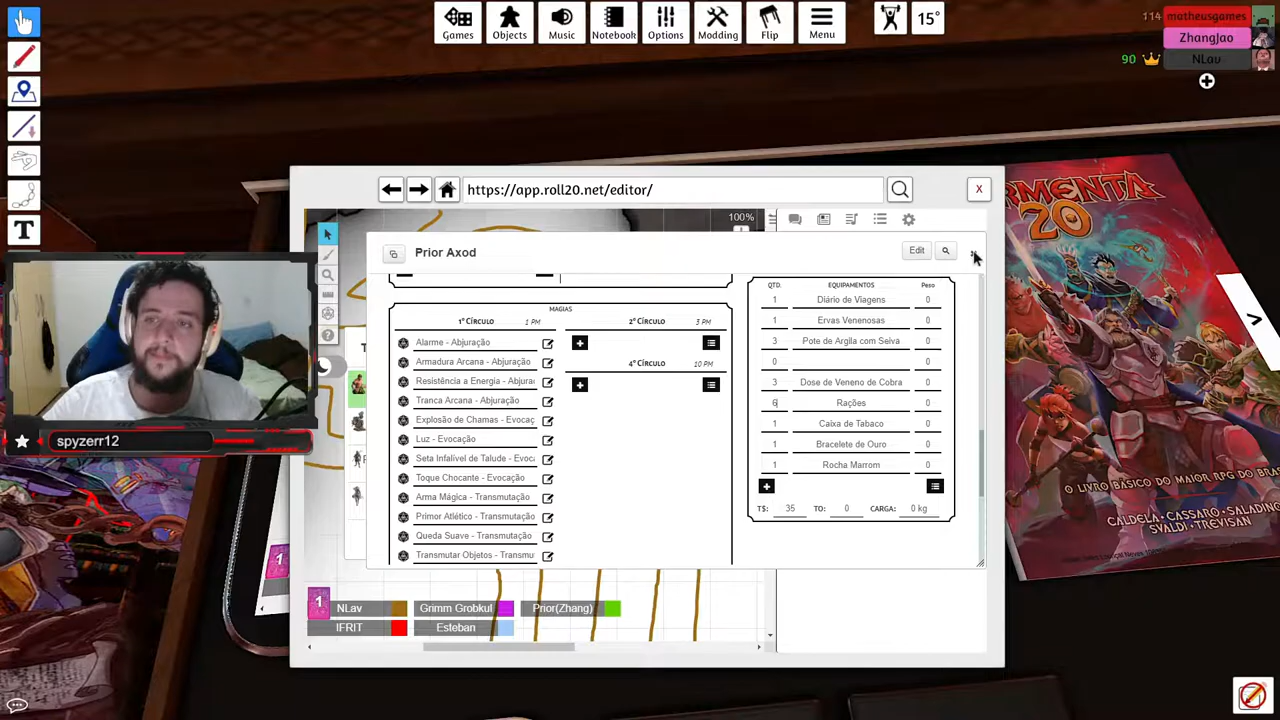 Games
Objects
Music
Notebook
Options
Modding
Flip
Menu
15°
114 matheusgames
ZhangJao
90 NLav
T
https://app.roll20.net/editor/
X
100%
Prior Axod
Edit
MAGIAS
1º CÍRCULO 1 PM
2º CÍRCULO 3 PM
4º CÍRCULO 10 PM
Alarme - Abjuração
Armadura Arcana - Abjuração
Resistência a Energia - Abjura
Tranca Arcana - Abjuração
Explosão de Chamas - Evocaç
Luz - Evocação
Seta Infalível de Talude - Evoc
Toque Chocante - Evocação
Arma Mágica - Transmutação
Primor Atlético - Transmutação
Queda Suave - Transmutação
Transmutar Objetos - Transmu
QTD. EQUIPAMENTOS Peso
1 Diário de Viagens 0
1 Ervas Venenosas 0
3 Pote de Argila com Seiva 0
0 0
3 Dose de Veneno de Cobra 0
6 Rações 0
1 Caixa de Tabaco 0
1 Bracelete de Ouro 0
1 Rocha Marrom 0
T$: 35 TO: 0 CARGA: 0 kg
spyzerr12
1
1 NLav Grimm Grobkul Prior(Zhang)
IFRIT Esteban
RMENTA
20
O LIVRO BÁSICO DO MAIOR RPG DO BRAS
CALDELA • CASSARO • SALADINO
SVALDI • TREVISAN
>